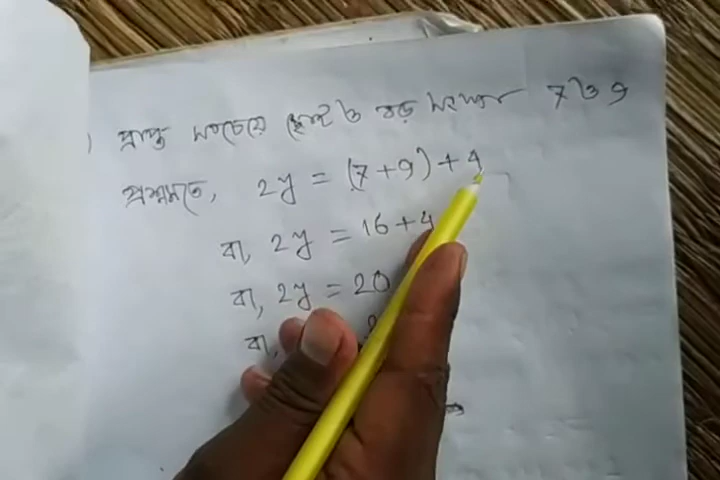 ) প্রাপ্ত সবচেয়ে ছোট ও বড় সংখ্যা 7 ও 9
প্রশ্নমতে, 2y = (7+9) + 4
বা, 2y = 16 + 4
বা, 2y = 20
বা,